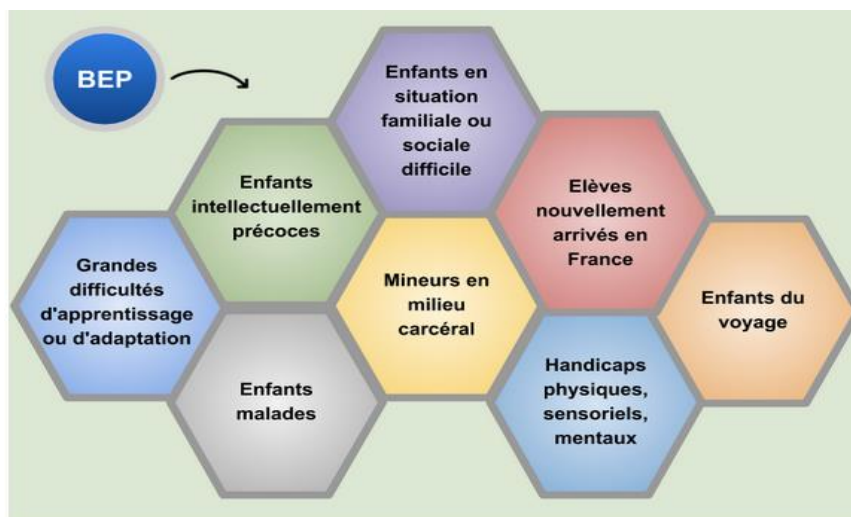 BEP
Enfants en
situation
familiale ou
sociale
difficile
Enfants
intellectuellement
précoces
Elèves
nouvellement
arrivés en
France
Grandes
difficultés
d'apprentissage
ou d'adaptation
Mineurs en
milieu
carcéral
Enfants du
voyage
Enfants
malades
Handicaps
physiques,
sensoriels,
mentaux